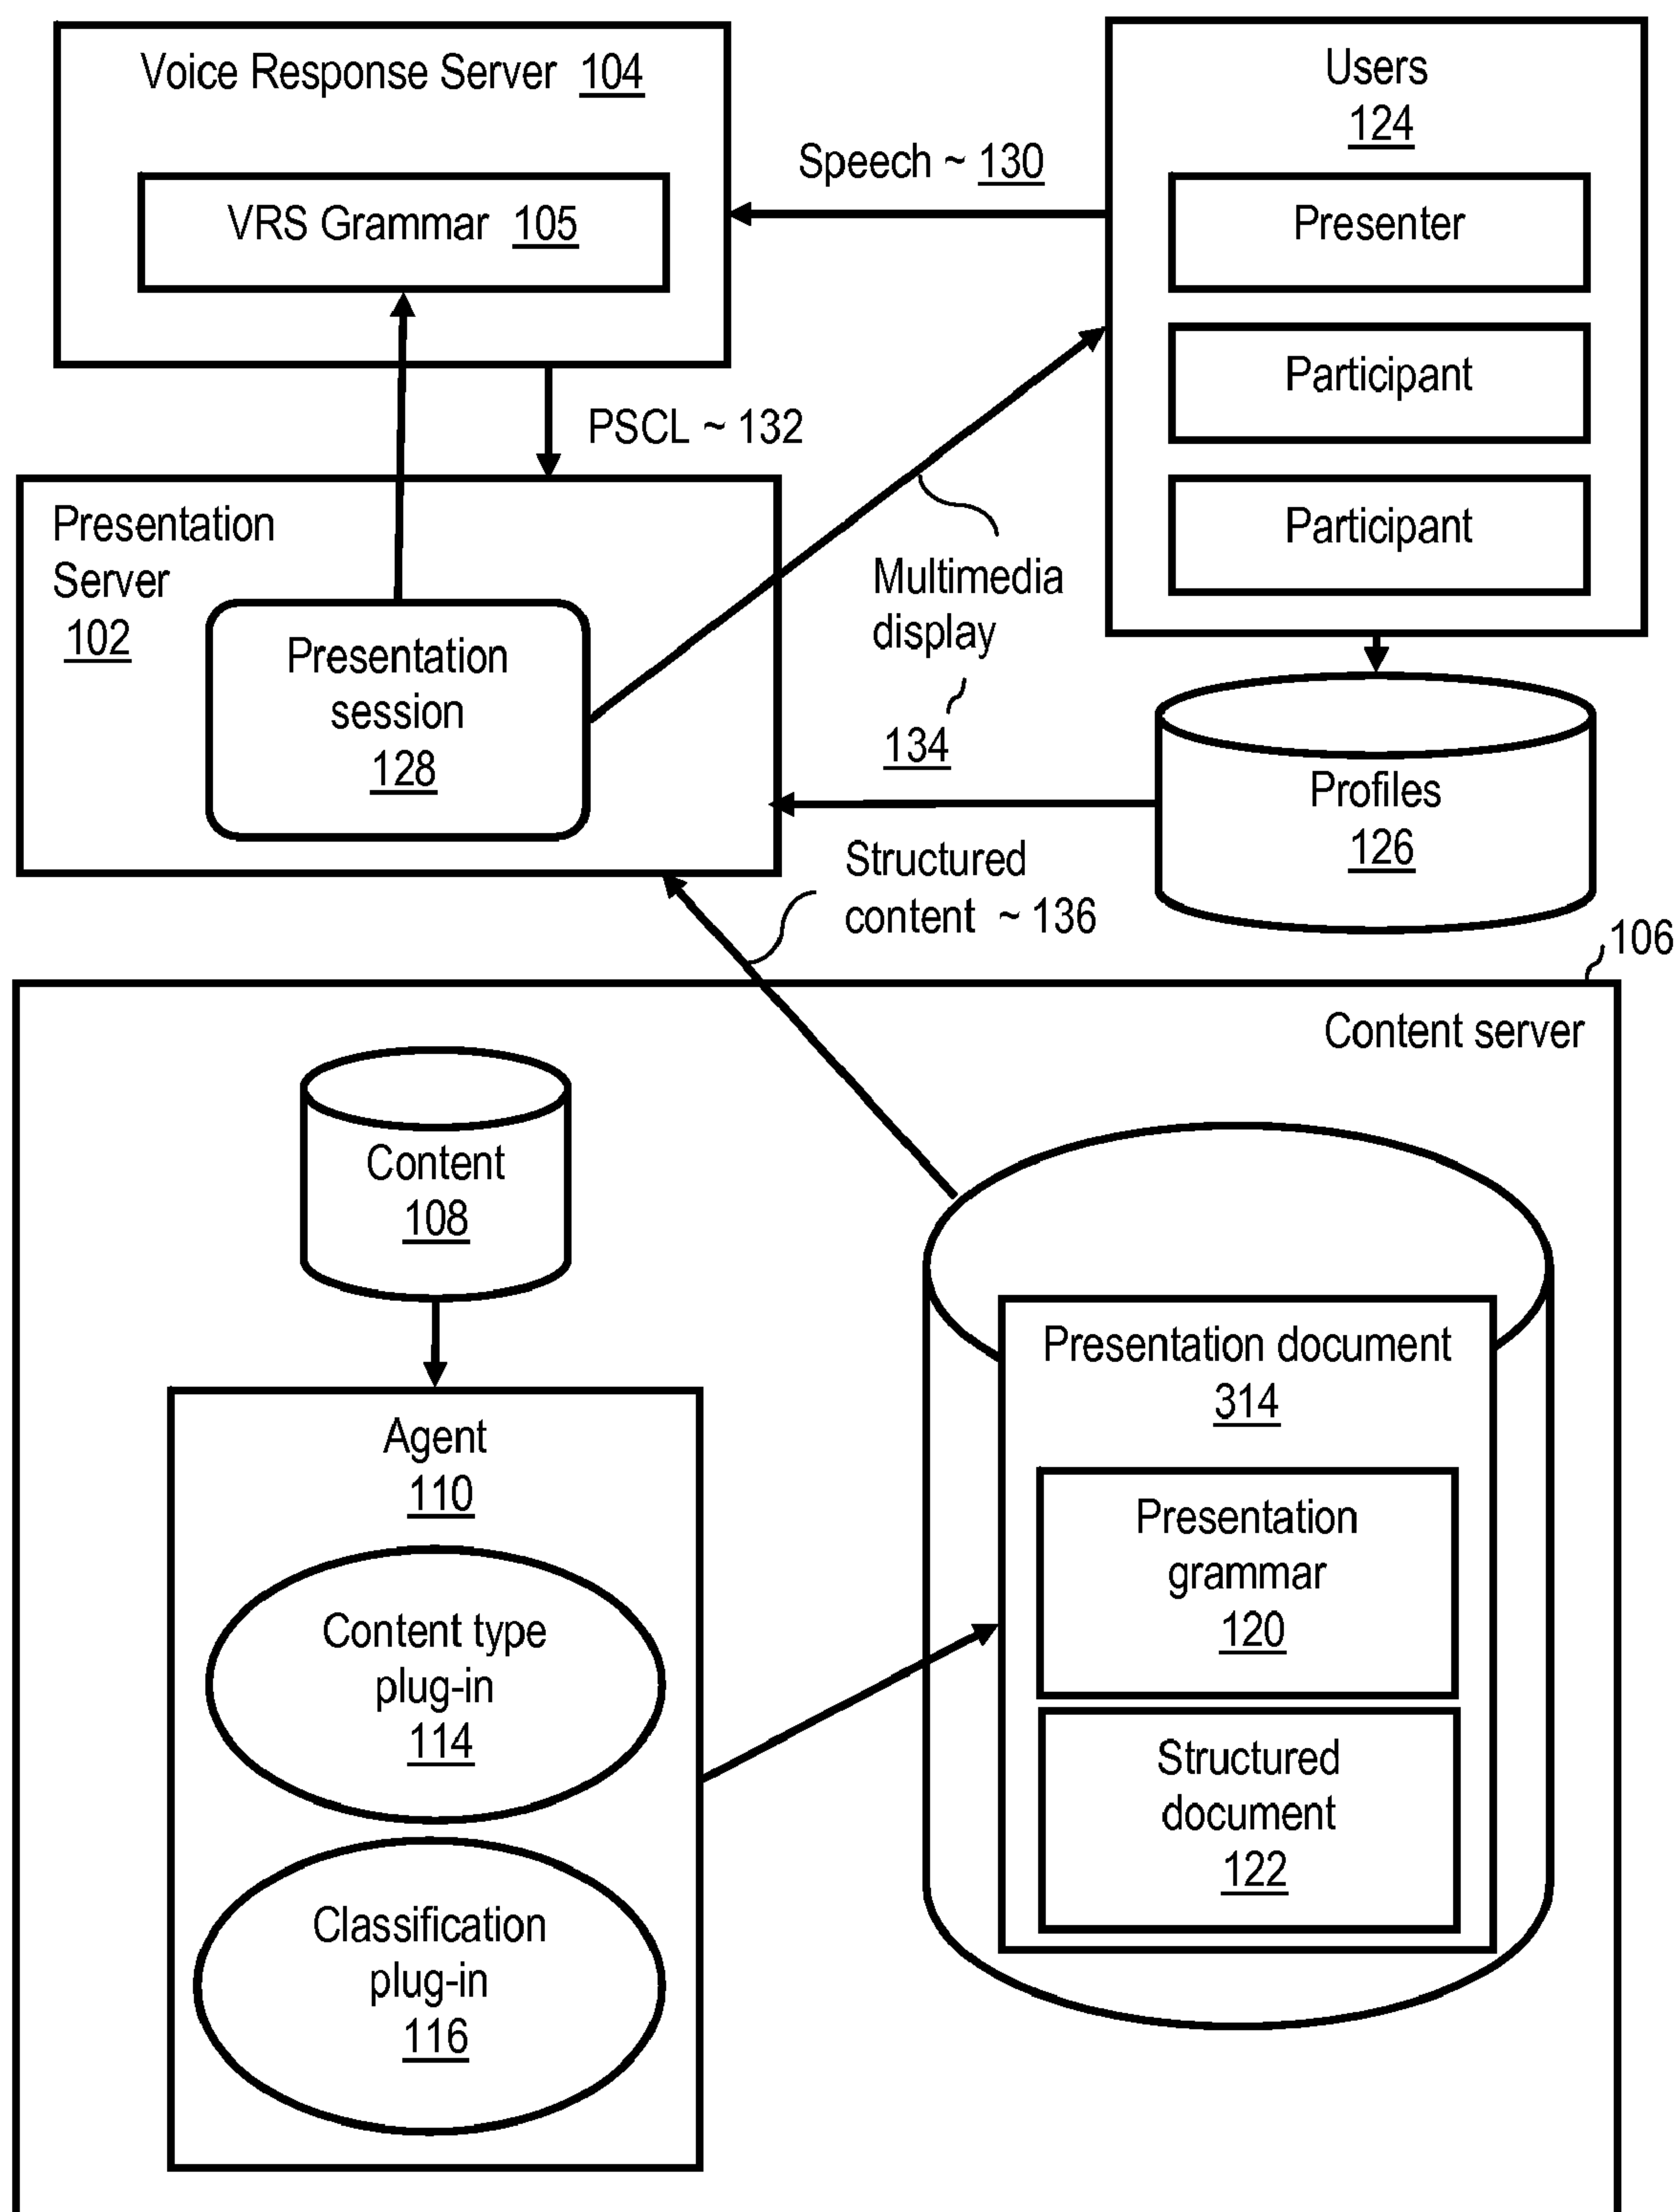 Voice Response Server 104
VRS Grammar 105
Speech ~ 130
Users
124
Presenter
Participant
Participant
PSCL ~ 132
Presentation
Server
102
Presentation
session
128
Multimedia
display
134
Profiles
126
Structured
content ~ 136
106
Content server
Content
108
Agent
110
Content type
plug-in
114
Classification
plug-in
116
Presentation document
314
Presentation
grammar
120
Structured
document
122